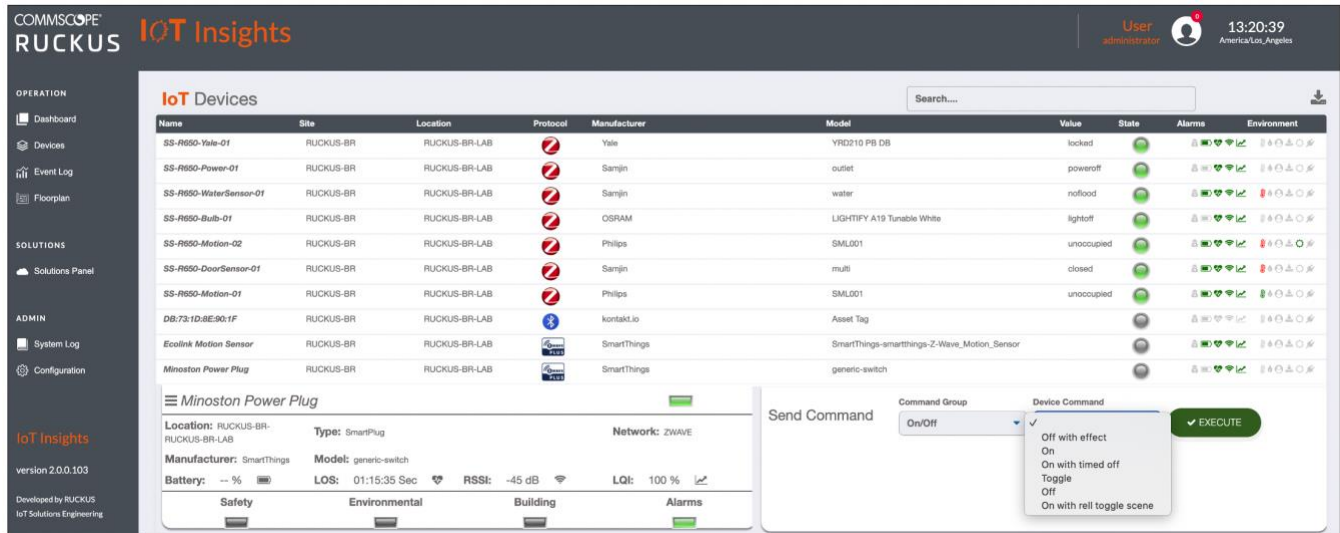 COMMSCOPE®
RUCKUS
IOT Insights
User
administrator
0
13:20:39
America/Los_Angeles
OPERATION
Dashboard
Devices
Event Log
Floorplan
SOLUTIONS
Solutions Panel
ADMIN
System Log
Configuration
IoT Insights
version 2.0.0.103
Developed by RUCKUS
IoT Solutions Engineering
IoT Devices
Search....
Name Site Location Protocol Manufacturer Model Value State Alarms Environment
SS-R650-Yale-01 RUCKUS-BR RUCKUS-BR-LAB Yale YRD210 PB DB locked
SS-R650-Power-01 RUCKUS-BR RUCKUS-BR-LAB Samjin outlet poweroff
SS-R650-WaterSensor-01 RUCKUS-BR RUCKUS-BR-LAB Samjin water noflood
SS-R650-Bulb-01 RUCKUS-BR RUCKUS-BR-LAB OSRAM LIGHTIFY A19 Tunable White lightoff
SS-R650-Motion-02 RUCKUS-BR RUCKUS-BR-LAB Philips SML001 unoccupied
SS-R650-DoorSensor-01 RUCKUS-BR RUCKUS-BR-LAB Samjin multi closed
SS-R650-Motion-01 RUCKUS-BR RUCKUS-BR-LAB Philips SML001 unoccupied
DB:73:1D:8E:90:1F RUCKUS-BR RUCKUS-BR-LAB kontakt.io Asset Tag
Ecolink Motion Sensor RUCKUS-BR RUCKUS-BR-LAB SmartThings SmartThings-smartthings-Z-Wave_Motion_Sensor
Minoston Power Plug RUCKUS-BR RUCKUS-BR-LAB PLUS SmartThings generic-switch
Minoston Power Plug
Location: RUCKUS-BR-
RUCKUS-BR-LAB
Type: SmartPlug
Network: ZWAVE
Manufacturer: SmartThings Model: generic-switch
Battery: -- % LOS: 01:15:35 Sec RSSI: -45 dB LQI: 100 %
Safety Environmental Building Alarms
Send Command
Command Group
On/Off
Device Command
Off with effect
On
On with timed off
Toggle
Off
On with rell toggle scene
EXECUTE